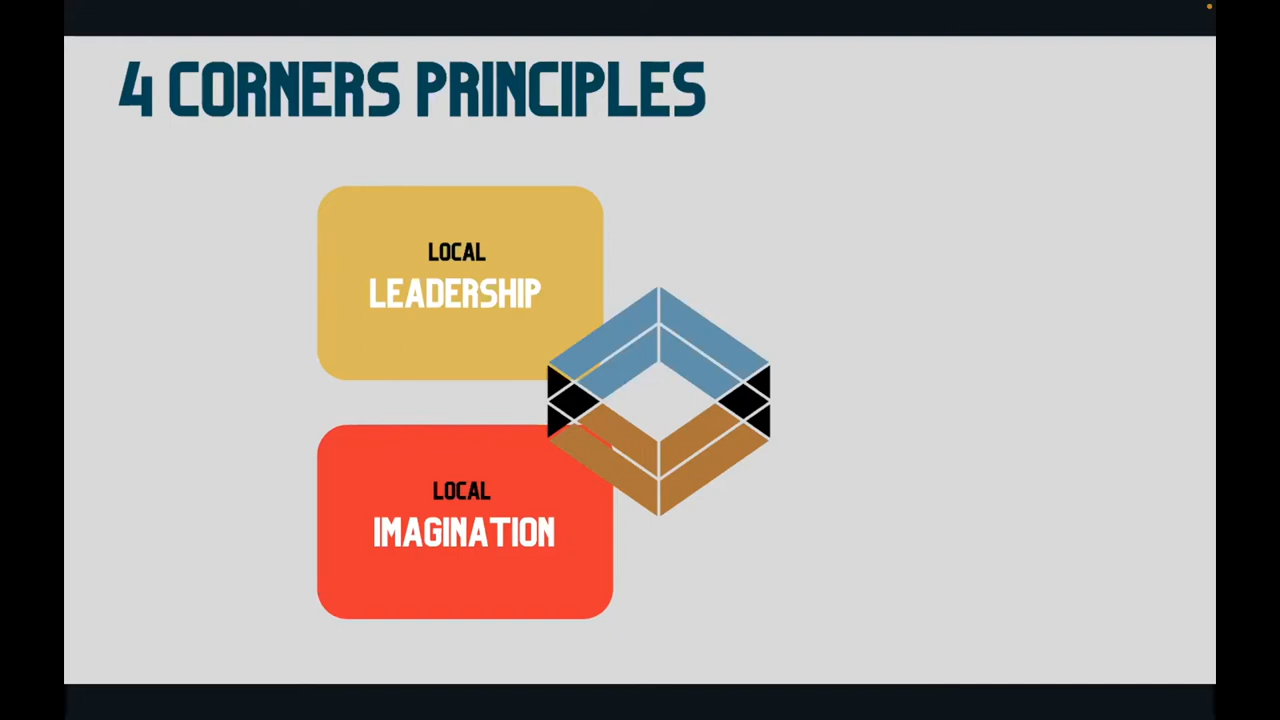 4 CORNERS PRINCIPLES
LOCAL
LEADERSHIP
LOCAL
IMAGINATION